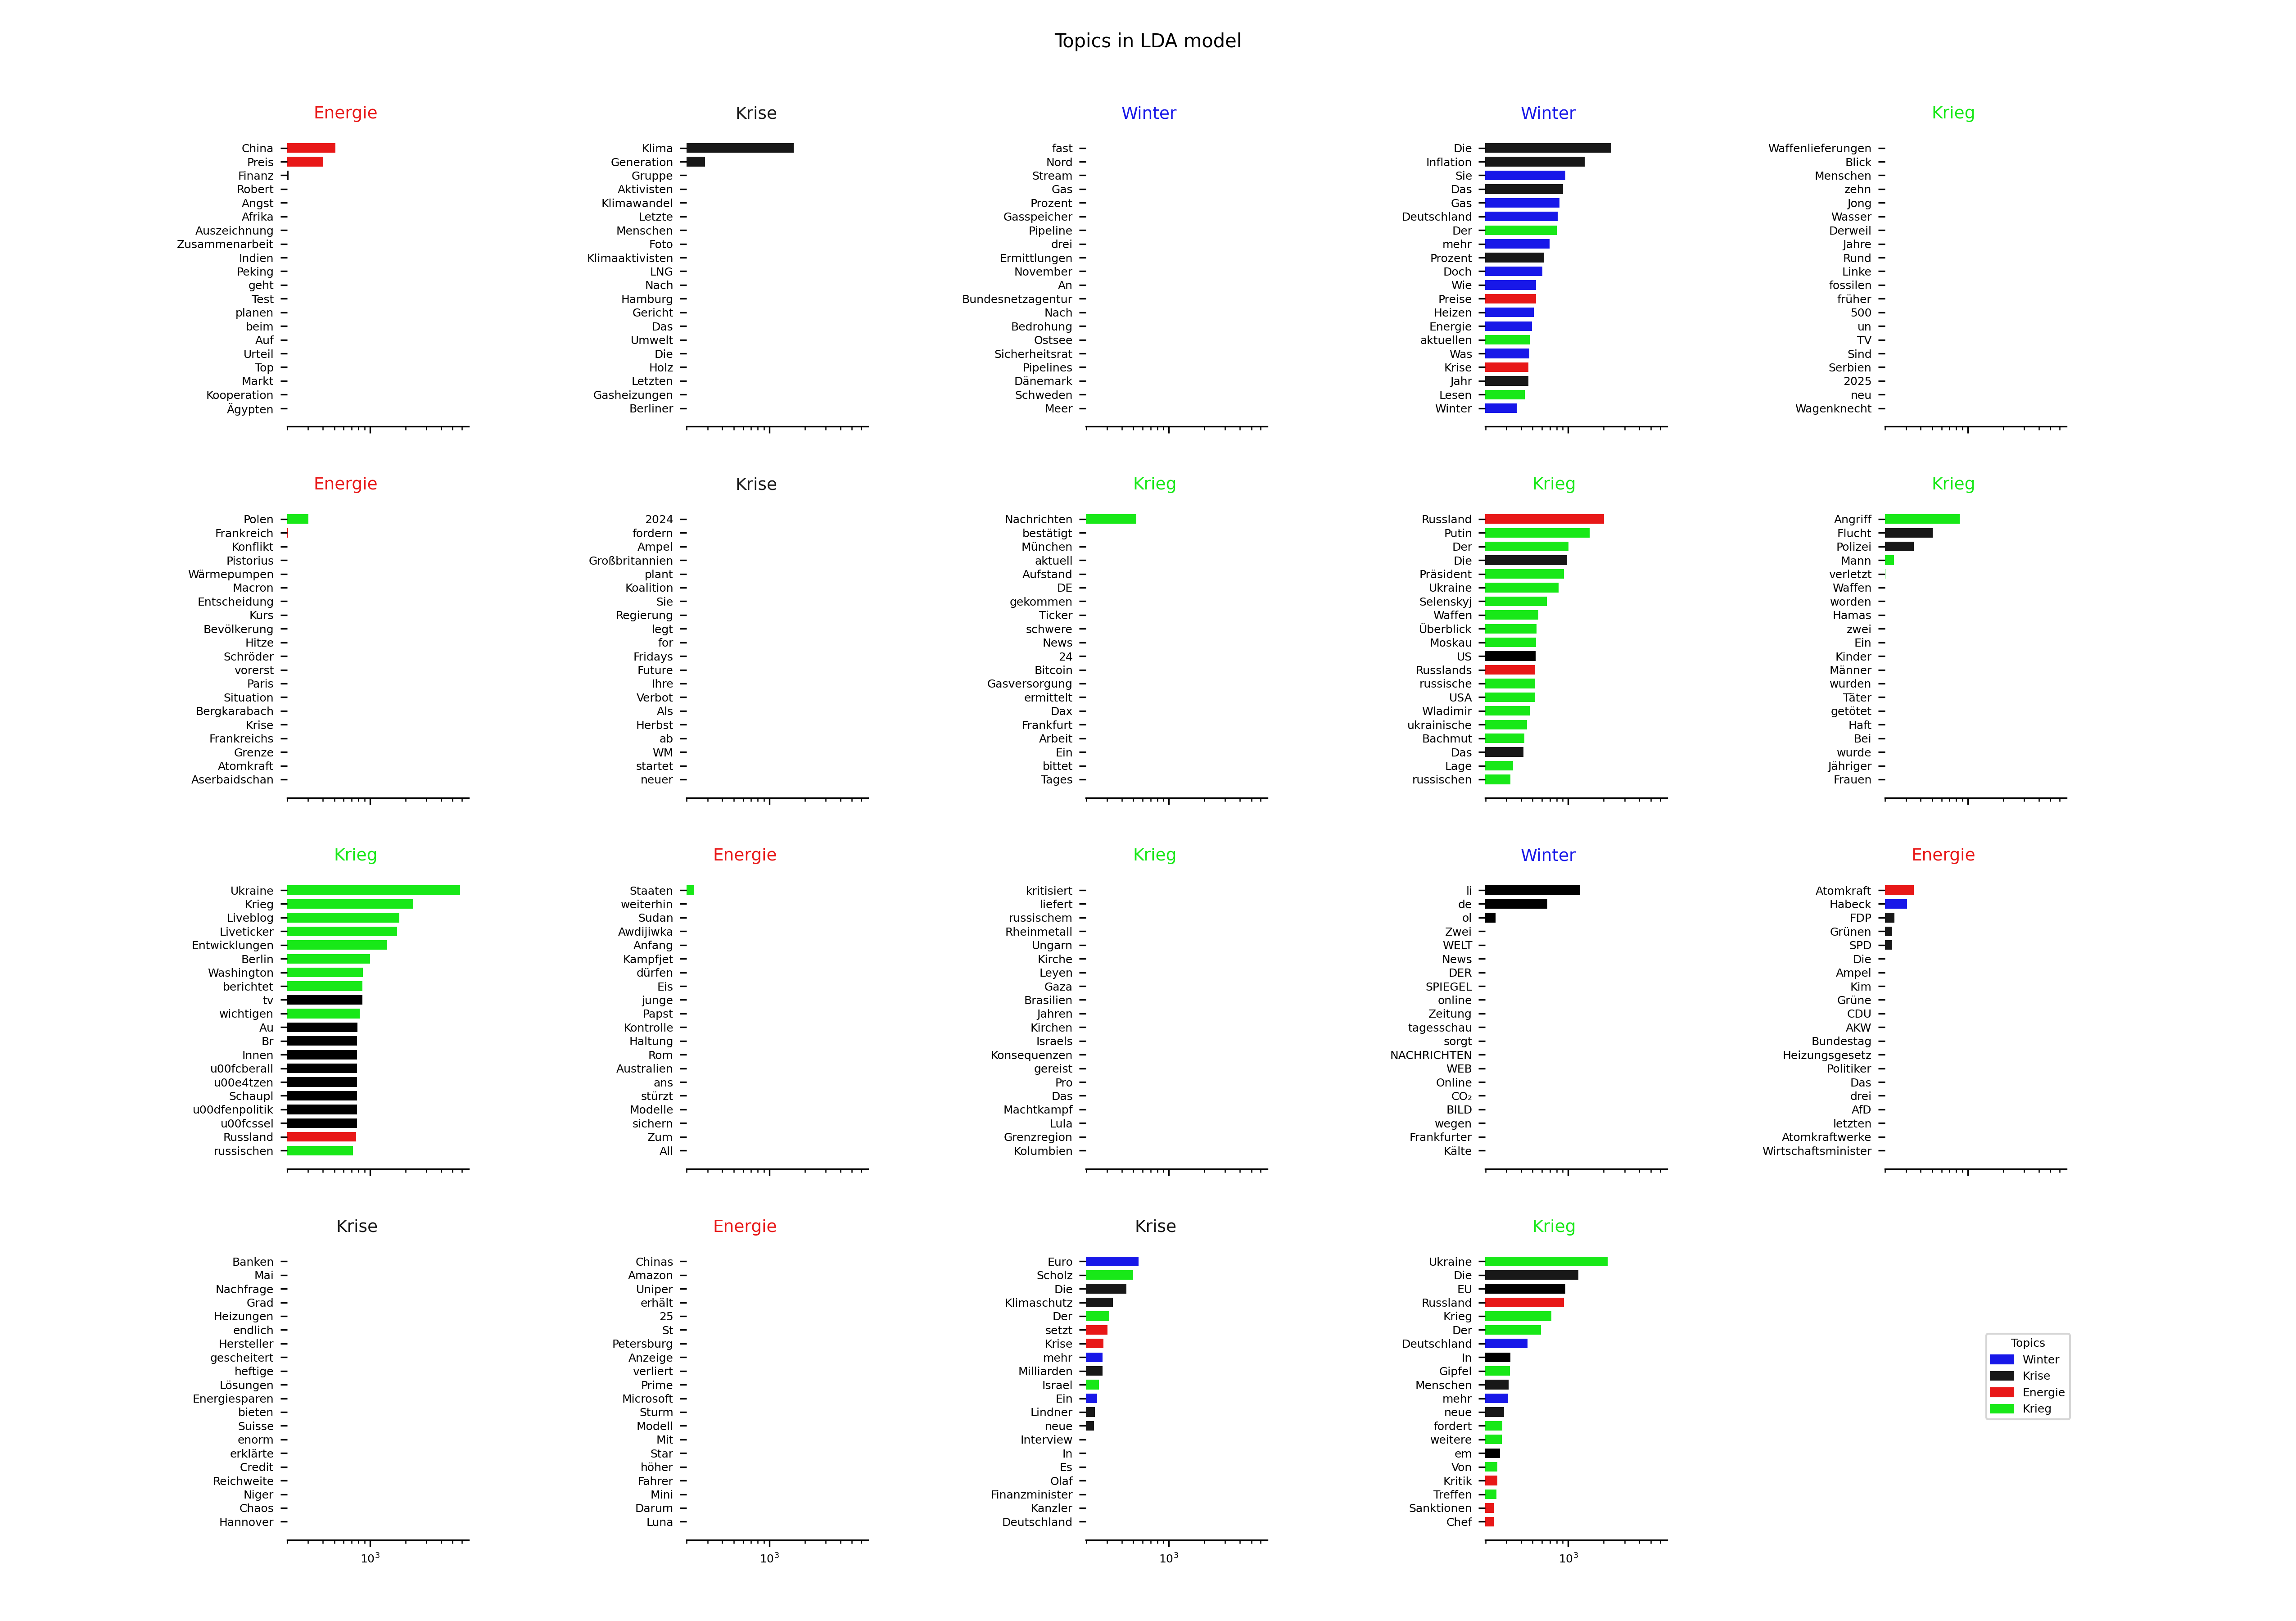 Topics in LDA model
Energie
China
Preis
Finanz
Robert
Angst
Afrika
Auszeichnung
Zusammenarbeit
Indien
Peking
geht
Test
planen
beim
Auf
Urteil
Top
Markt
Kooperation
Ägypten
Krise
Klima
Generation
Gruppe
Aktivisten
Klimawandel
Letzte
Menschen
Foto
Klimaaktivisten
LNG
Nach
Hamburg
Gericht
Das
Umwelt
Die
Holz
Letzten
Gasheizungen
Berliner
Winter
fast
Nord
Stream
Gas
Prozent
Gasspeicher
Pipeline
drei
Ermittlungen
November
An
Bundesnetzagentur
Nach
Bedrohung
Ostsee
Sicherheitsrat
Pipelines
Dänemark
Schweden
Meer
Winter
Die
Inflation
Sie
Das
Gas
Deutschland
Der
mehr
Prozent
Doch
Wie
Preise
Heizen
Energie
aktuellen
Was
Krise
Jahr
Lesen
Winter
Krieg
Waffenlieferungen
Blick
Menschen
zehn
Jong
Wasser
Derweil
Jahre
Rund
Linke
fossilen
früher
500
un
TV
Sind
Serbien
2025
neu
Wagenknecht
Energie
Polen
Frankreich
Konflikt
Pistorius
Wärmepumpen
Macron
Entscheidung
Kurs
Bevölkerung
Hitze
Schröder
vorerst
Paris
Situation
Bergkarabach
Krise
Frankreichs
Grenze
Atomkraft
Aserbaidschan
Krise
2024
fordern
Ampel
Großbritannien
plant
Koalition
Sie
Regierung
legt
for
Fridays
Future
Ihre
Verbot
Als
Herbst
ab
WM
startet
neuer
Krieg
Nachrichten
bestätigt
München
aktuell
Aufstand
DE
gekommen
Ticker
schwere
News
24
Bitcoin
Gasversorgung
ermittelt
Dax
Frankfurt
Arbeit
Ein
bittet
Tages
Krieg
Russland
Putin
Der
Die
Präsident
Ukraine
Selenskyj
Waffen
Überblick
Moskau
US
Russlands
russische
USA
Wladimir
ukrainische
Bachmut
Das
Lage
russischen
Krieg
Angriff
Flucht
Polizei
Mann
verletzt
Waffen
worden
Hamas
zwei
Ein
Kinder
Männer
wurden
Täter
getötet
Haft
Bei
wurde
Jähriger
Frauen
Krieg
Ukraine
Krieg
Liveblog
Liveticker
Entwicklungen
Berlin
Washington
berichtet
tv
wichtigen
Au
Br
Innen
u00fcberall
u00e4tzen
Schaupl
u00dfenpolitik
u00fcssel
Russland
russischen
Energie
Staaten
weiterhin
Sudan
Awdijiwka
Anfang
Kampfjet
dürfen
Eis
junge
Papst
Kontrolle
Haltung
Rom
Australien
ans
stürzt
Modelle
sichern
Zum
All
Krieg
kritisiert
liefert
russischem
Rheinmetall
Ungarn
Kirche
Leyen
Gaza
Brasilien
Jahren
Kirchen
Israels
Konsequenzen
gereist
Pro
Das
Machtkampf
Lula
Grenzregion
Kolumbien
Winter
li
de
ol
Zwei
WELT
News
DER
SPIEGEL
online
Zeitung
tagesschau
sorgt
NACHRICHTEN
WEB
Online
CO₂
BILD
wegen
Frankfurter
Kälte
Energie
Atomkraft
Habeck
FDP
Grünen
SPD
Die
Ampel
Kim
Grüne
CDU
AKW
Bundestag
Heizungsgesetz
Politiker
Das
drei
AfD
letzten
Atomkraftwerke
Wirtschaftsminister
Krise
Banken
Mai
Nachfrage
Grad
Heizungen
endlich
Hersteller
gescheitert
heftige
Lösungen
Energiesparen
bieten
Suisse
enorm
erklärte
Credit
Reichweite
Niger
Chaos
Hannover
10³
Energie
Chinas
Amazon
Uniper
erhält
25
St
Petersburg
Anzeige
verliert
Prime
Microsoft
Sturm
Modell
Mit
Star
höher
Fahrer
Mini
Darum
Luna
10³
Krise
Euro
Scholz
Die
Klimaschutz
Der
setzt
Krise
mehr
Milliarden
Israel
Ein
Lindner
neue
Interview
In
Es
Olaf
Finanzminister
Kanzler
Deutschland
10³
Krieg
Ukraine
Die
EU
Russland
Krieg
Der
Deutschland
In
Gipfel
Menschen
mehr
neue
fordert
weitere
em
Von
Kritik
Treffen
Sanktionen
Chef
10³
Topics
Winter
Krise
Energie
Krieg